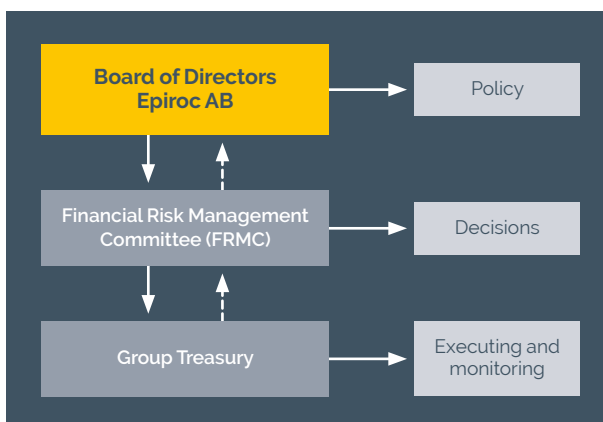 Board of Directors
Epiroc AB
Policy
Financial Risk Management
Committee (FRMC)
Decisions
Group Treasury
Executing and
monitoring